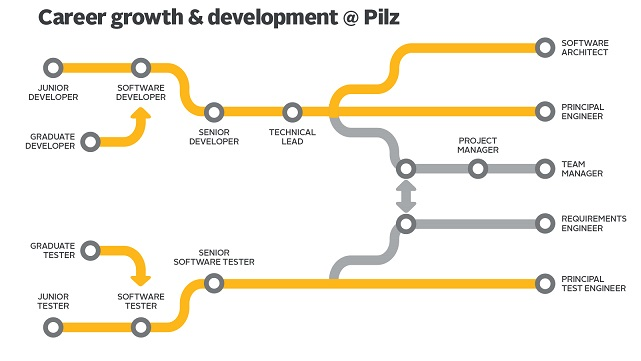 Career growth & development @ Pilz
SOFTWARE
ARCHITECT
JUNIOR
DEVELOPER
SOFTWARE
DEVELOPER
GRADUATE
DEVELOPER
SENIOR
DEVELOPER
TECHNICAL
LEAD
PRINCIPAL
ENGINEER
PROJECT
MANAGER
TEAM
MANAGER
REQUIREMENTS
ENGINEER
GRADUATE
TESTER
SENIOR
SOFTWARE TESTER
JUNIOR
TESTER
SOFTWARE
TESTER
PRINCIPAL
TEST ENGINEER